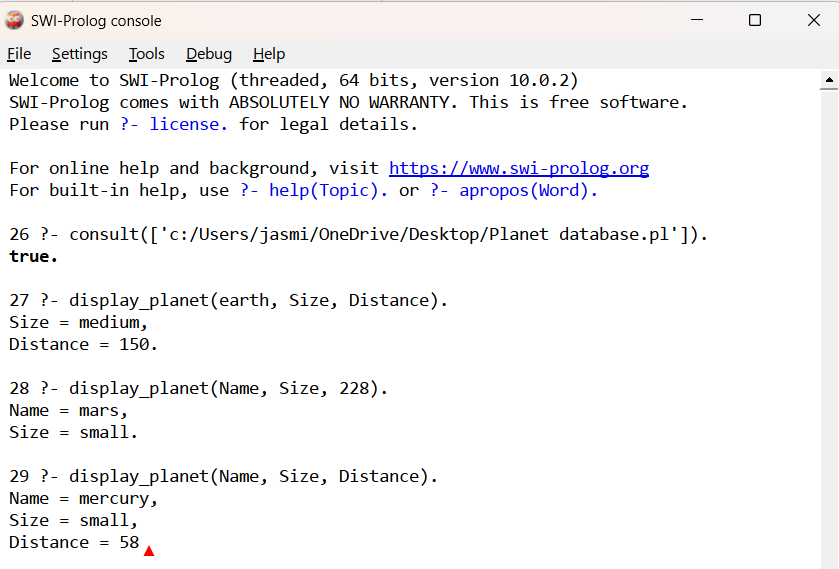 SWI-Prolog console
File Settings Tools Debug Help
Welcome to SWI-Prolog (threaded, 64 bits, version 10.0.2)
SWI-Prolog comes with ABSOLUTELY NO WARRANTY. This is free software.
Please run ?- license. for legal details.
For online help and background, visit https://www.swi-prolog.org
For built-in help, use ?- help(Topic). or ?- apropos(Word).
26 ?- consult(['c:/Users/jasmi/OneDrive/Desktop/Planet database.pl']).
true.
27 ?- display_planet(earth, Size, Distance).
Size = medium,
Distance = 150.
28 ?- display_planet(Name, Size, 228).
Name = mars,
Size = small.
29 ?- display_planet(Name, Size, Distance).
Name = mercury,
Size = small,
Distance = 58